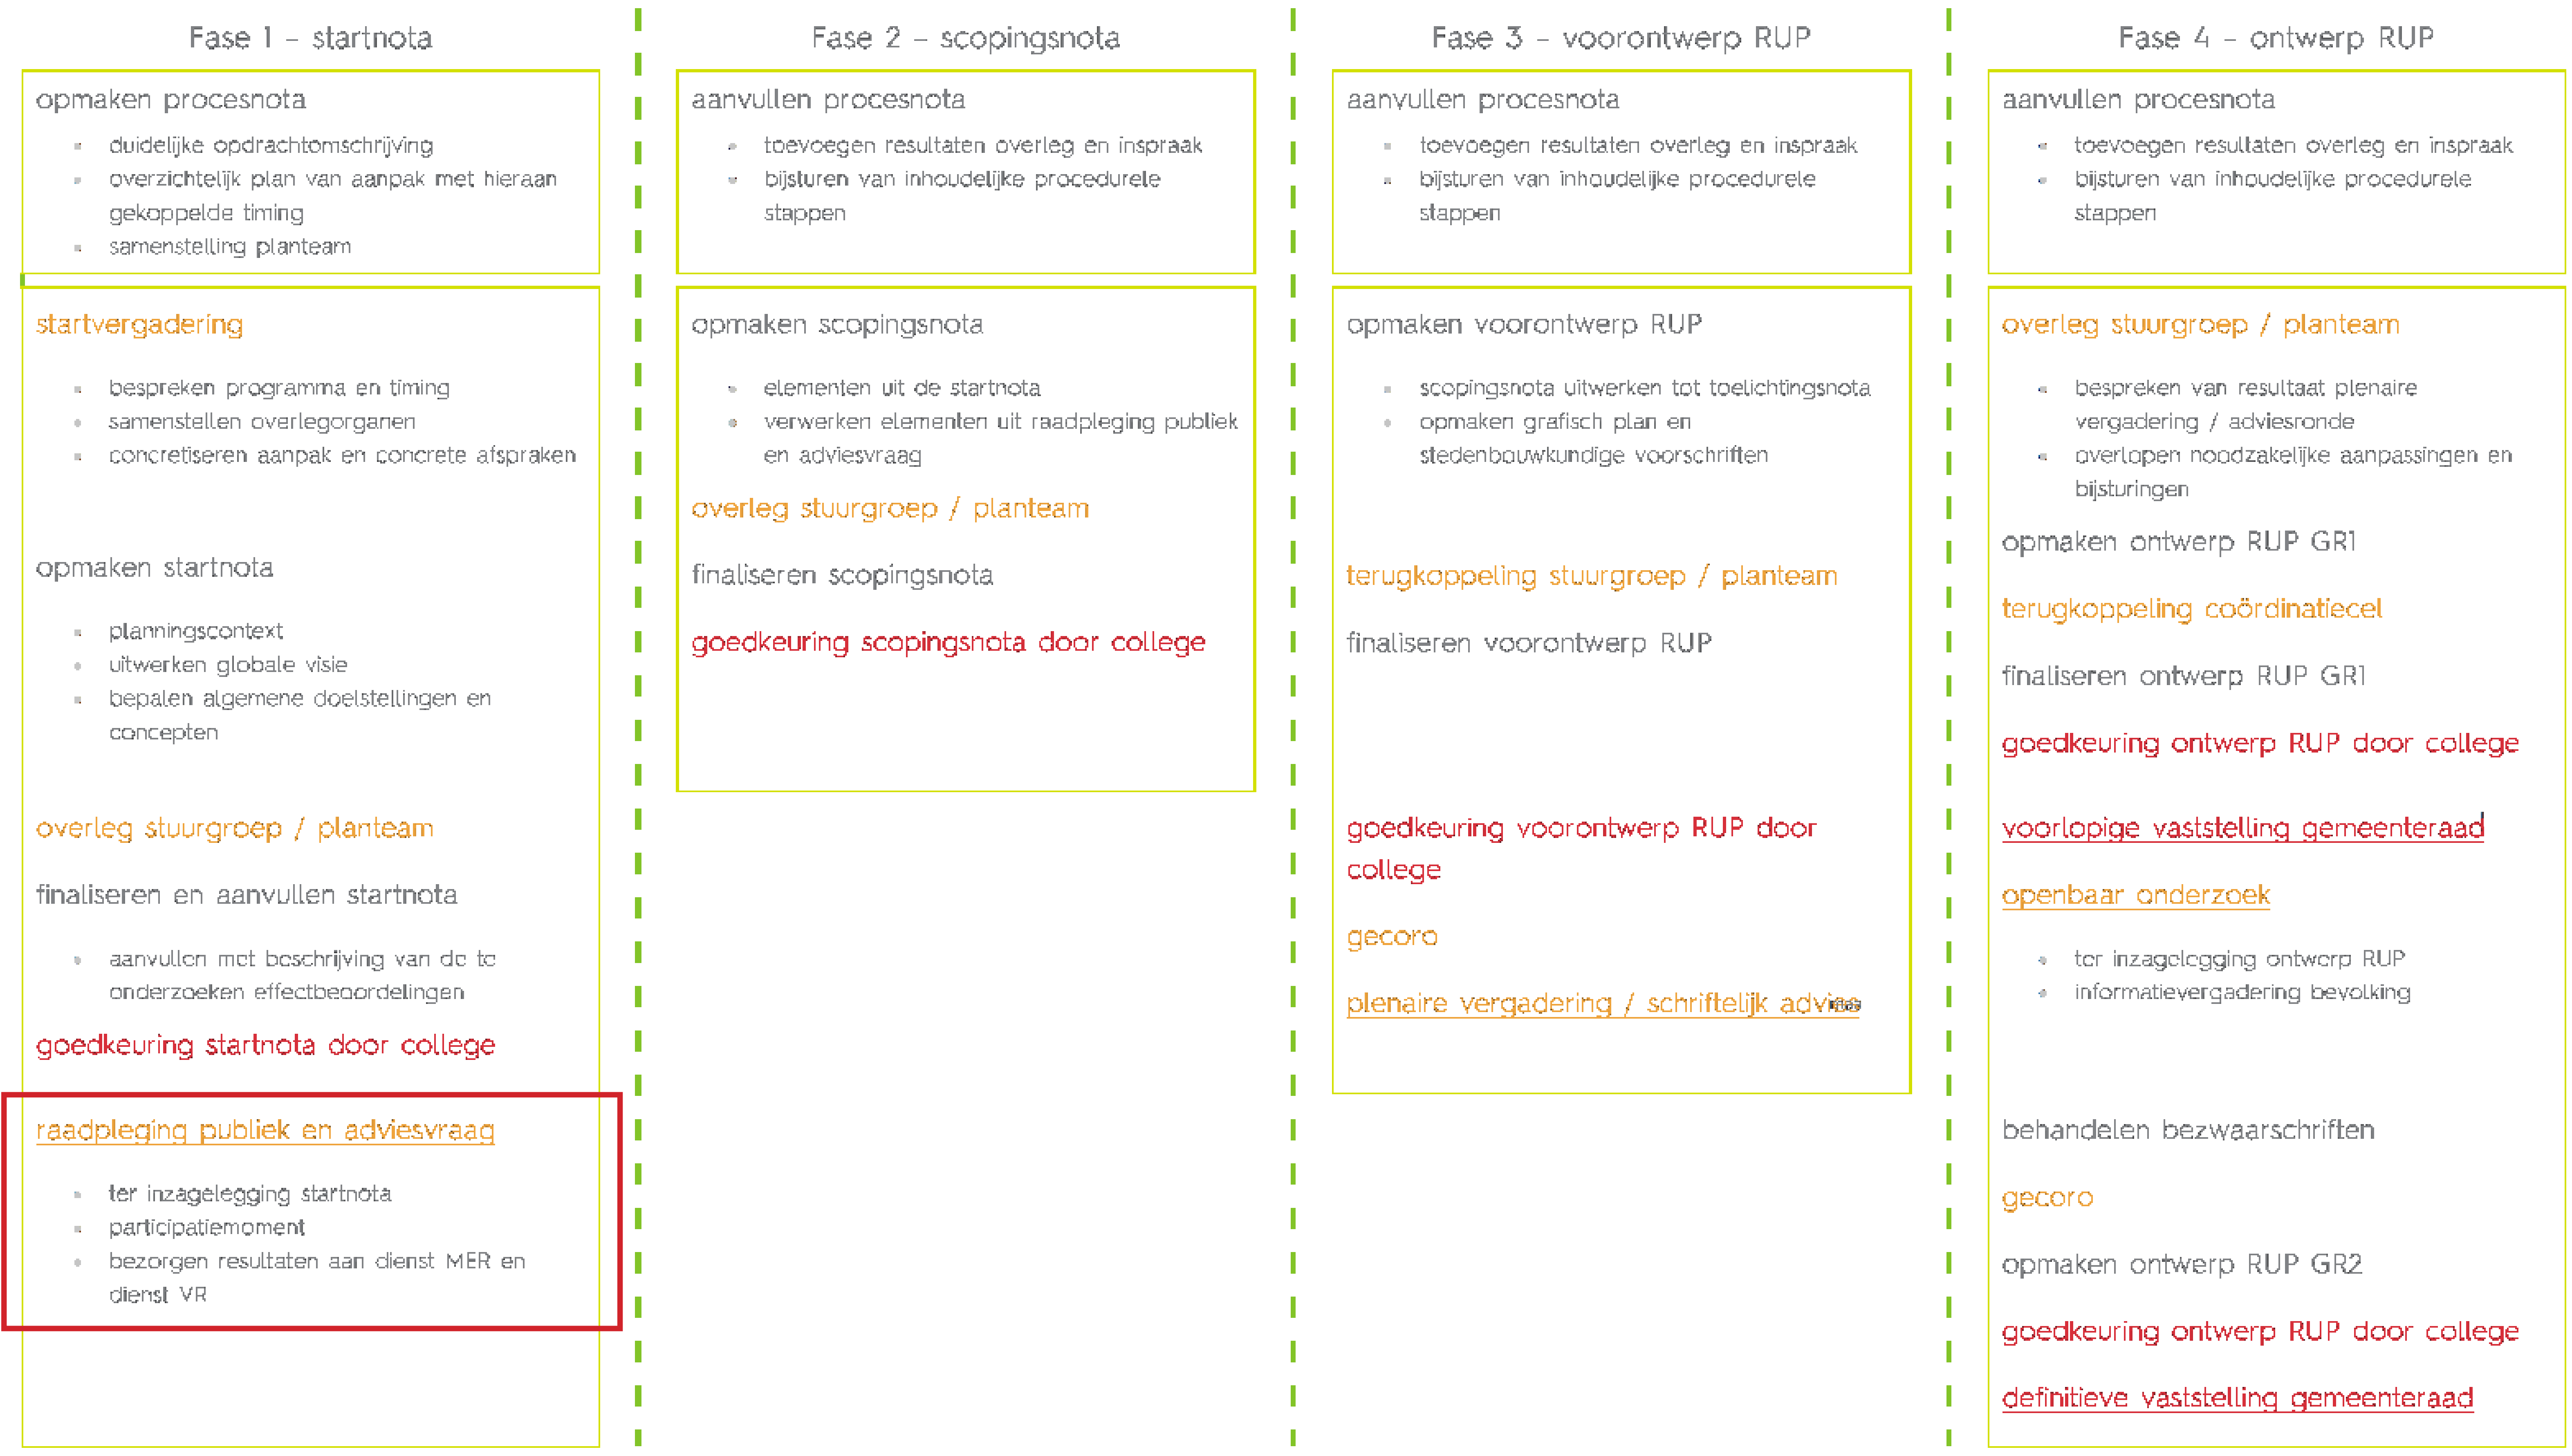 Fase 1 - startnota
opmaken procesnota
duidelijke opdrachtomschrijving
overzichtelijk plan van aanpak met hieraan
gekoppelde timing
samenstelling planteam
startvergadering
bespreken programma en timing
samenstellen overlegorganen
concretiseren aanpak en concrete afspraken
opmaken startnota
planningscontext
uitwerken globale visie
bepalen algemene doelstellingen en
concepten
overleg stuurgroep / planteam
finaliseren en aanvullen startnota
aanvullen met beschrijving van de te
onderzoeken effectbeoordelingen
goedkeuring startnota door college
raadpleging publiek en adviesvraag
ter inzagelegging startnota
participatiemoment
bezorgen resultaten aan dienst MER en
dienst VR
Fase 2 - scopingsnota
aanvullen procesnota
toevoegen resultaten overleg en inspraak
bijsturen van inhoudelijke procedurele
stappen
opmaken scopingsnota
elementen uit de startnota
verwerken elementen uit raadpleging publiek
en adviesvraag
overleg stuurgroep / planteam
finaliseren scopingsnota
goedkeuring scopingsnota door college
Fase 3 - voorontwerp RUP
aanvullen procesnota
toevoegen resultaten overleg en inspraak
bijsturen van inhoudelijke procedurele
stappen
opmaken voorontwerp RUP
scopingsnota uitwerken tot toelichtingsnota
opmaken grafisch plan en
stedenbouwkundige voorschriften
terugkoppeling stuurgroep / planteam
finaliseren voorontwerp RUP
goedkeuring voorontwerp RUP door
college
gecoro
plenaire vergadering / schriftelijk advies
Fase 4 - ontwerp RUP
aanvullen procesnota
toevoegen resultaten overleg en inspraak
bijsturen van inhoudelijke procedurele
stappen
overleg stuurgroep / planteam
bespreken van resultaat plenaire
vergadering / adviesronde
overlopen noodzakelijke aanpassingen en
bijsturingen
opmaken ontwerp RUP GR1
terugkoppeling coördinatiecel
finaliseren ontwerp RUP GR1
goedkeuring ontwerp RUP door college
voorlopige vaststelling gemeenteraad
openbaar onderzoek
ter inzagelegging ontwerp RUP
informatievergadering bevolking
behandelen bezwaarschriften
gecoro
opmaken ontwerp RUP GR2
goedkeuring ontwerp RUP door college
definitieve vaststelling gemeenteraad